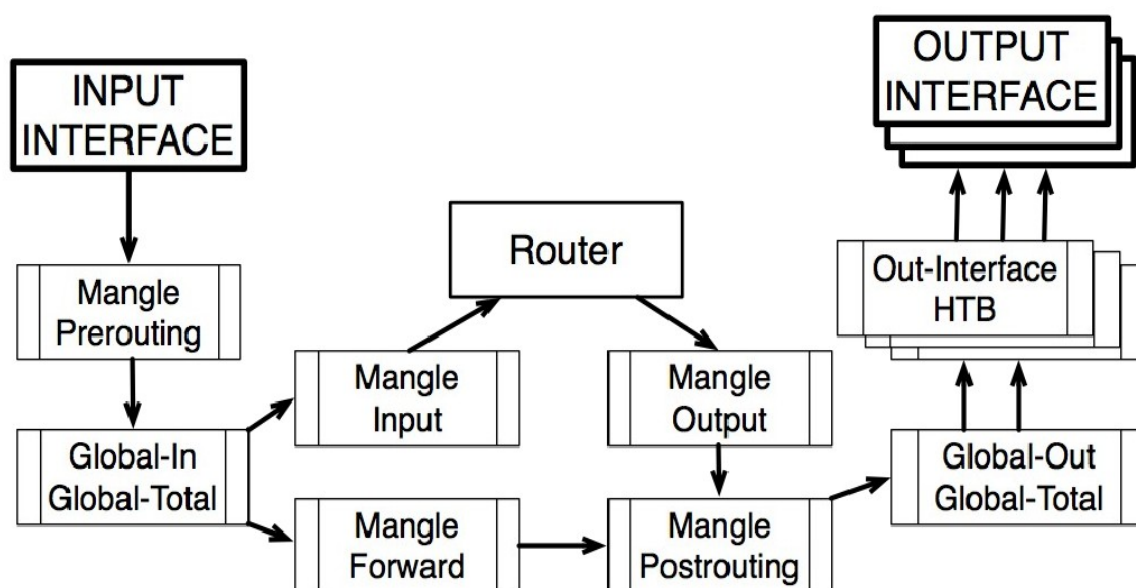 INPUT
INTERFACE
OUTPUT
INTERFACE
Router
Mangle
Prerouting
Out-Interface
HTB
Mangle
Input
Mangle
Output
Global-In
Global-Total
Global-Out
Global-Total
Mangle
Forward
Mangle
Postrouting